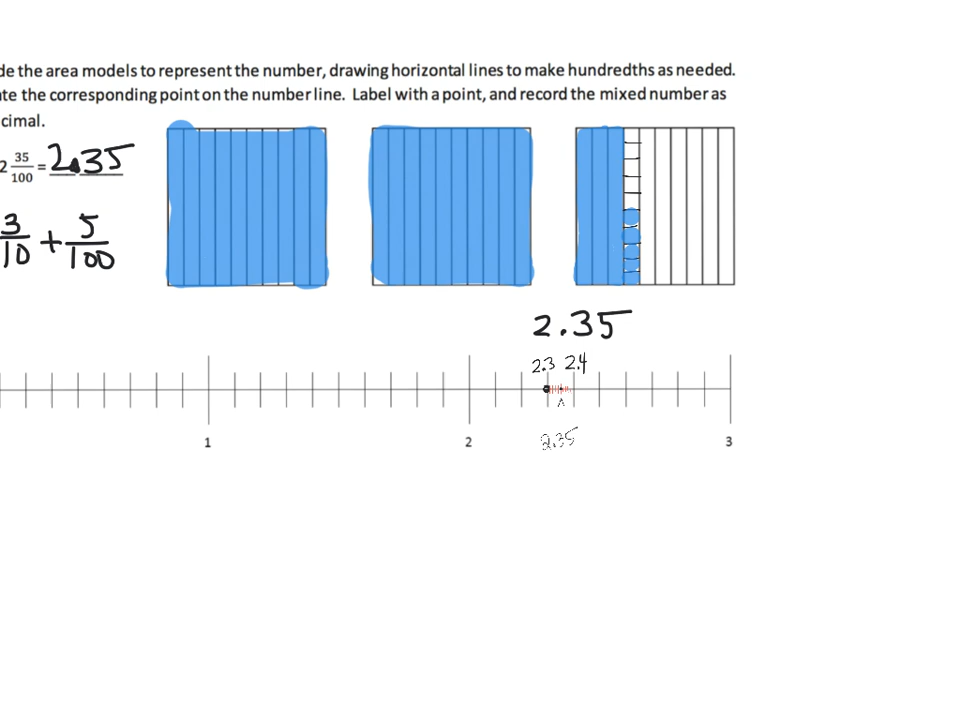 de the area models to represent the number, drawing horizontal lines to make hundredths as needed.
te the corresponding point on the number line. Label with a point, and record the mixed number as
cimal.
2 35/100 = 2.35
3/10 + 5/100
2.35
2.3 2.4
2.35
1 2 3